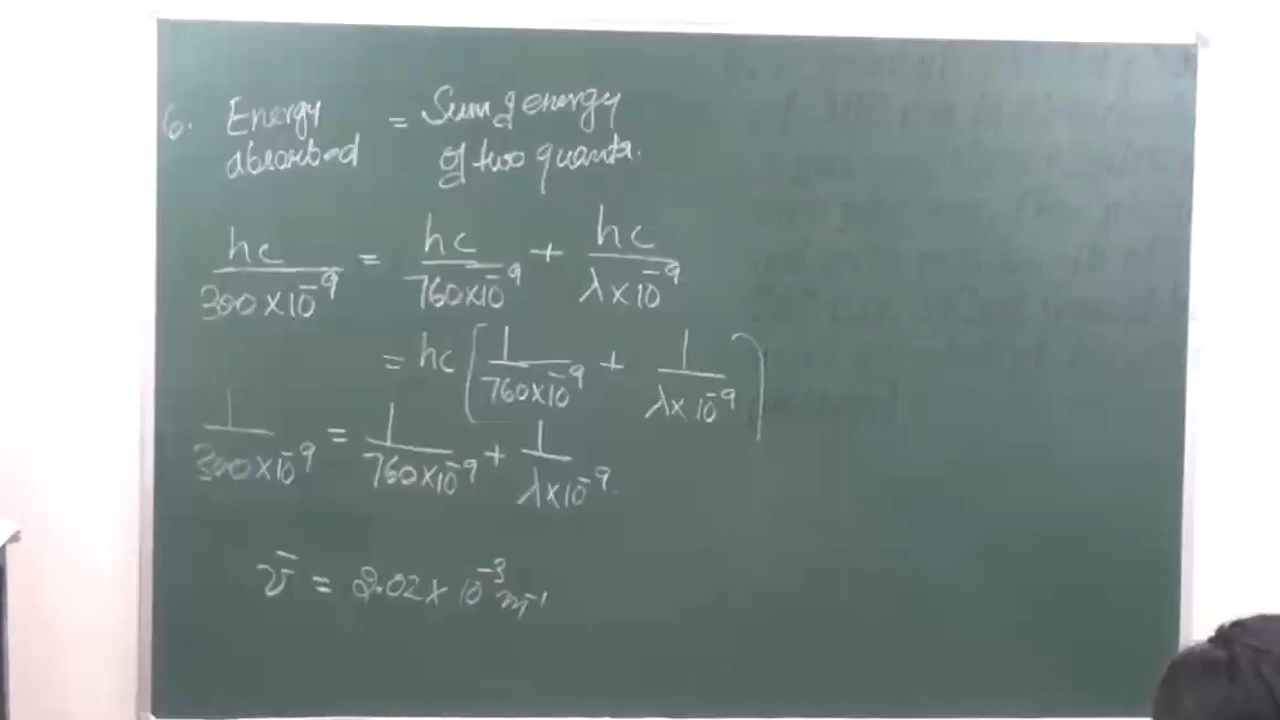 6. Energy = Sum of energy
absorbed of two quanta.
hc/300×10⁻⁹ = hc/760×10⁻⁹ + hc/λ×10⁻⁹
= hc[1/760×10⁻⁹ + 1/λ×10⁻⁹]
1/300×10⁻⁹ = 1/760×10⁻⁹ + 1/λ×10⁻⁹.
ν̄ = 2.02×10⁻³ m⁻¹